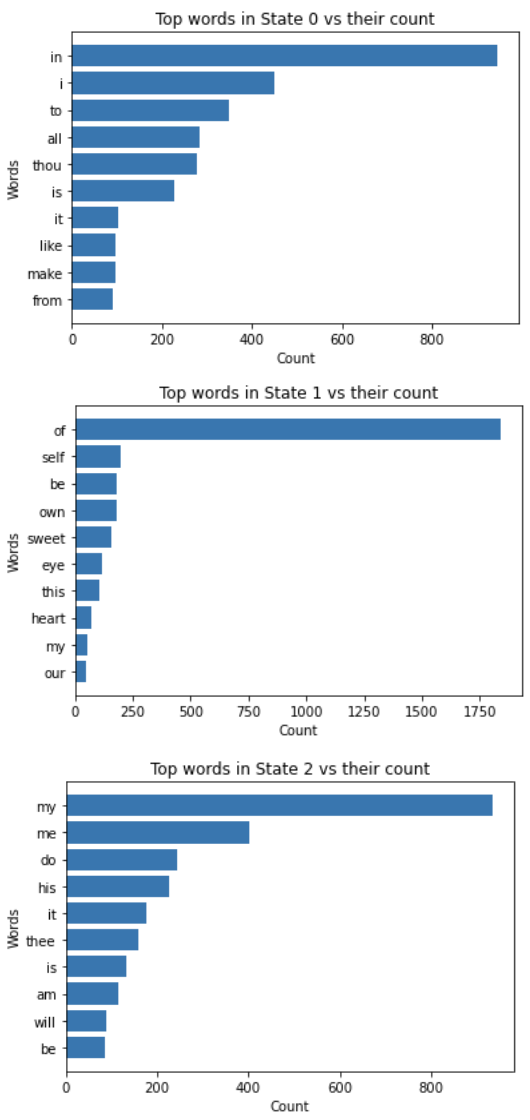 Top words in State 0 vs their count
Words
in
i
to
all
thou
is
it
like
make
from
0 200 400 600 800
Count
Top words in State 1 vs their count
Words
of
self
be
own
sweet
eye
this
heart
my
our
0 250 500 750 1000 1250 1500 1750
Count
Top words in State 2 vs their count
Words
my
me
do
his
it
thee
is
am
will
be
0 200 400 600 800
Count